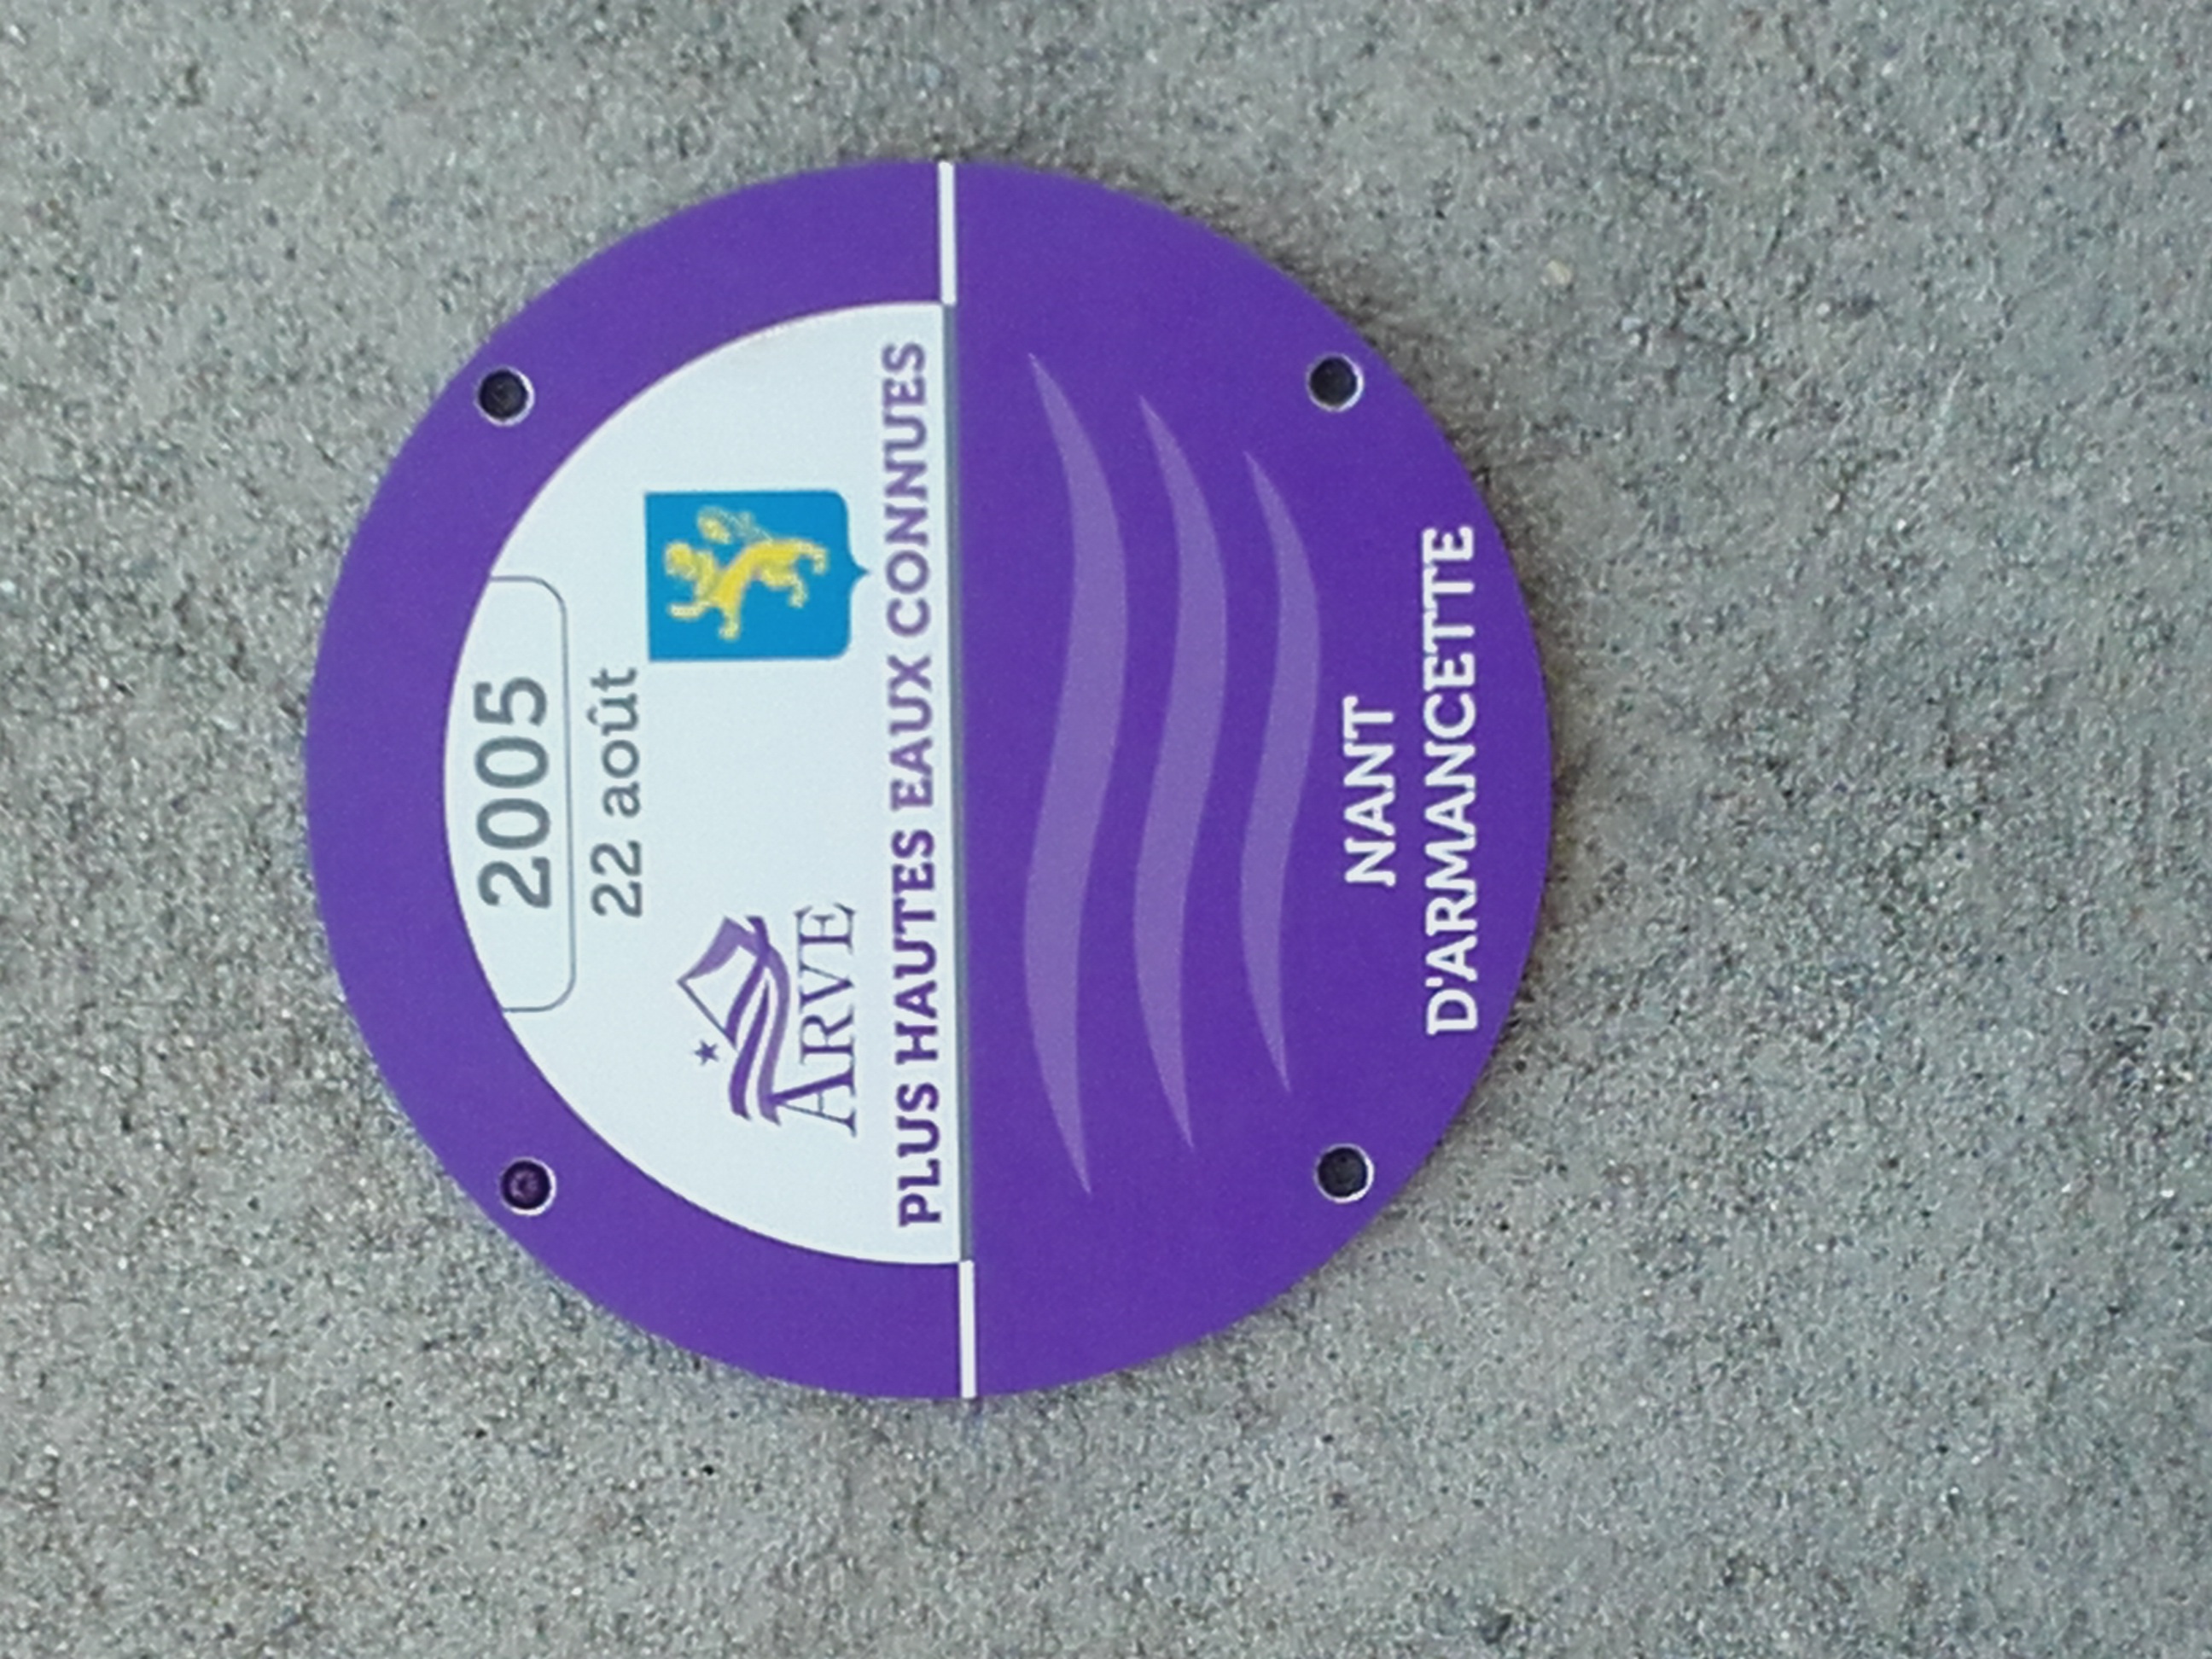 2005
22 août
ARVE
PLUS HAUTES EAUX CONNUES
NANT
D'ARMANCETTE